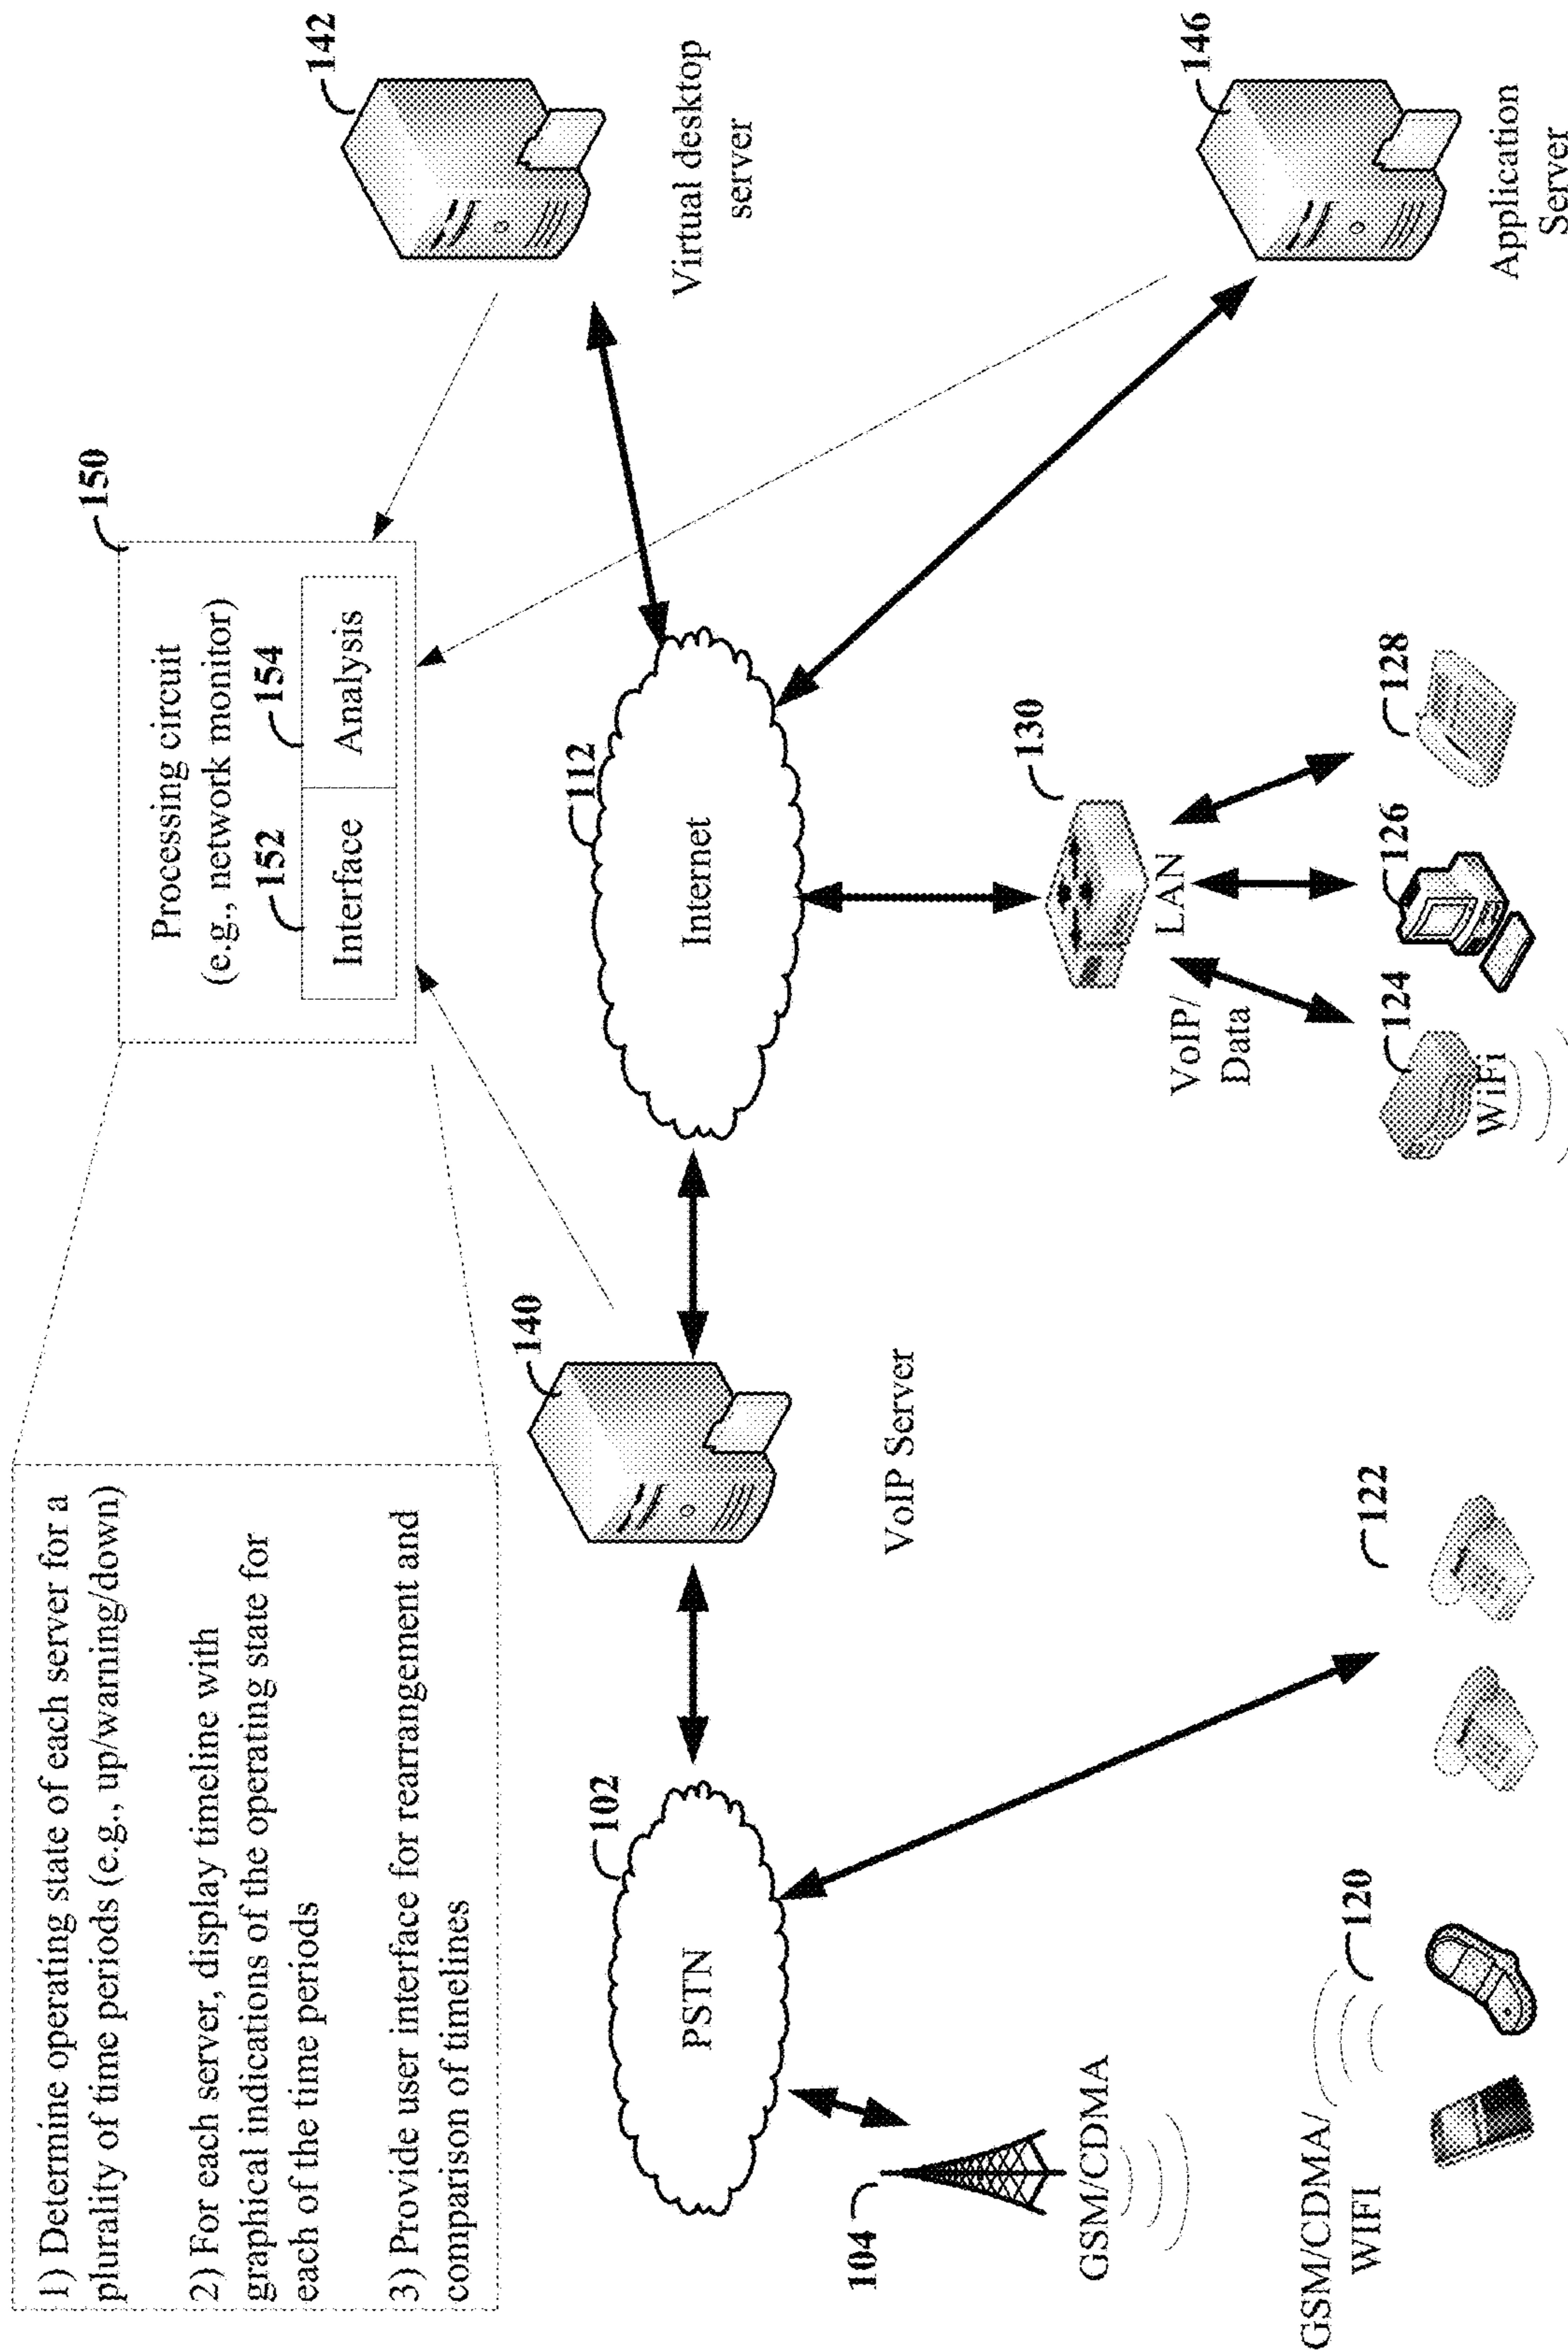 1) Determine operating state of each server for a
plurality of time periods (e.g., up/warning/down)
2) For each server, display timeline with
graphical indications of the operating state for
each of the time periods
3) Provide user interface for rearrangement and
comparison of timelines
150
Processing circuit
(e.g., network monitor)
152
154
Interface
Analysis
142
Virtual desktop
server
140
VoIP Server
102
PSTN
112
Internet
146
Application
Server
104
GSM/CDMA
130
LAN
VoIP/
Data
GSM/CDMA/
WIFI
120
122
124
WiFi
126
128